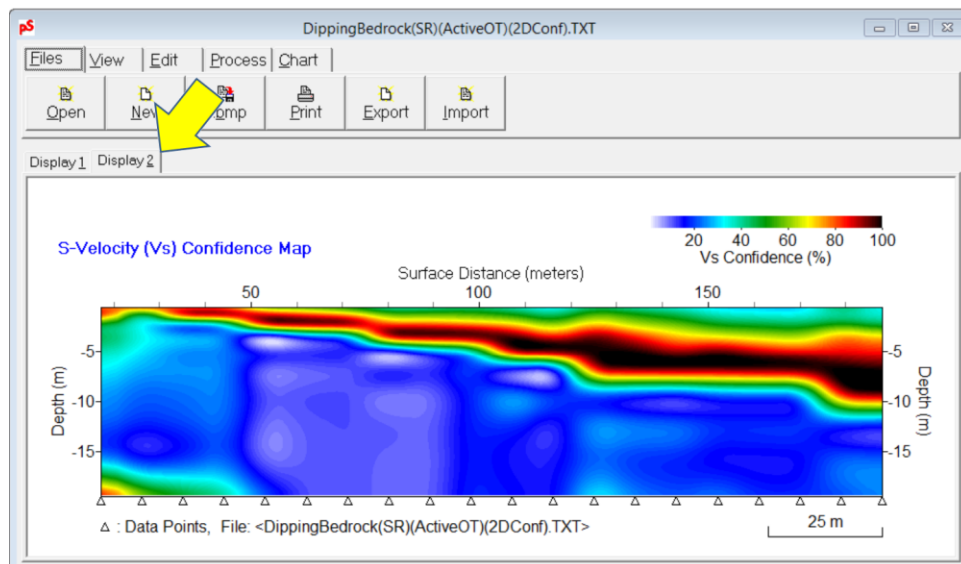 pS
DippingBedrock(SR)(ActiveOT)(2DConf).TXT
Files View Edit Process Chart
Open Print Export Import
Display 1 Display 2
S-Velocity (Vs) Confidence Map
20 40 60 80 100
Vs Confidence (%)
Surface Distance (meters)
50 100 150
-5 -5
-10 -10
-15 -15
Depth (m)
Depth (m)
△ : Data Points, File: <DippingBedrock(SR)(ActiveOT)(2DConf).TXT>
25 m